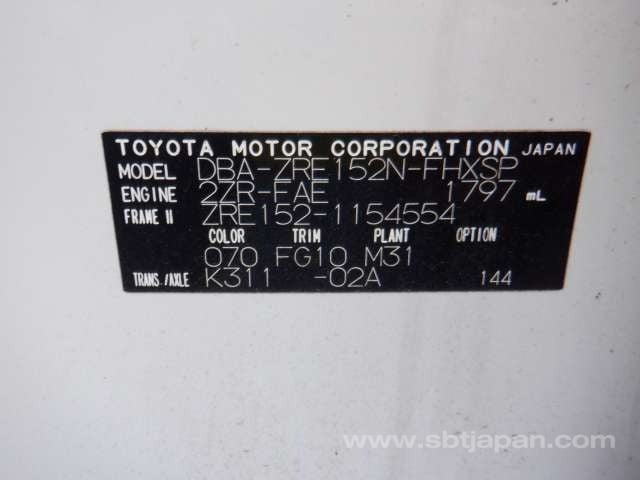 TOYOTA MOTOR CORPORATION JAPAN
MODEL DBA-ZRE152N-FHXSP
ENGINE 2ZR-FAE 1797 mL
FRAME # ZRE152-1154554
COLOR TRIM PLANT OPTION
070 FG10 M31
TRANS./AXLE K311 -02A 144
www.sbtjapan.com